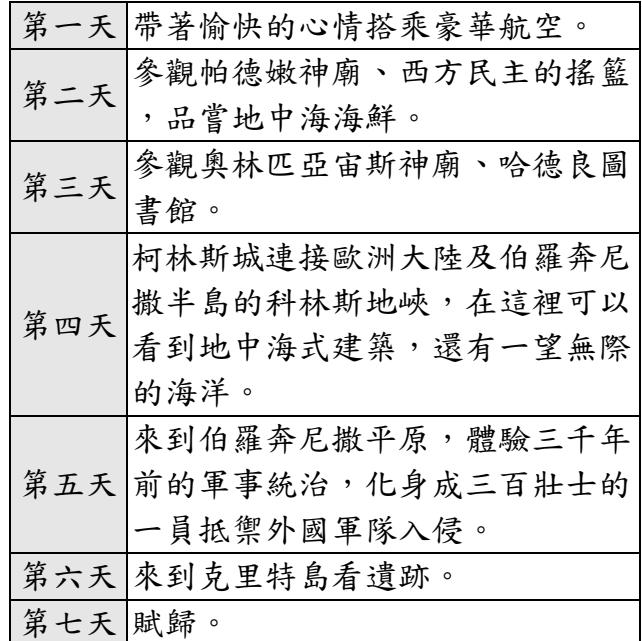 第一天 帶著愉快的心情搭乘豪華航空。
第二天 參觀帕德嫩神廟、西方民主的搖籃
，品嘗地中海海鮮。
第三天 參觀奧林匹亞宙斯神廟、哈德良圖
書館。
第四天 柯林斯城連接歐洲大陸及伯羅奔尼
撒半島的科林斯地峽，在這裡可以
看到地中海式建築，還有一望無際
的海洋。
第五天 來到伯羅奔尼撒平原，體驗三千年
前的軍事統治，化身成三百壯士的
一員抵禦外國軍隊入侵。
第六天 來到克里特島看遺跡。
第七天 賦歸。